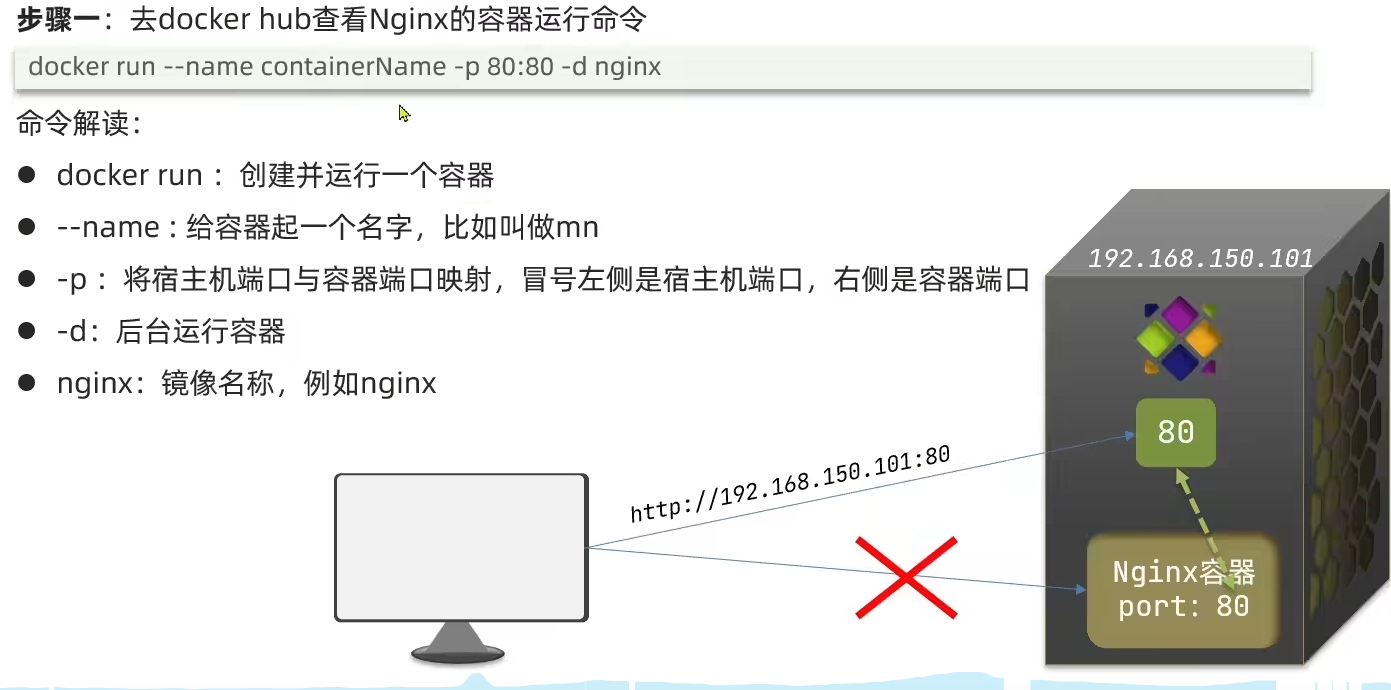 步骤一：去docker hub查看Nginx的容器运行命令
docker run --name containerName -p 80:80 -d nginx
命令解读：
● docker run ：创建并运行一个容器
● --name : 给容器起一个名字，比如叫做mn
● -p ：将宿主机端口与容器端口映射，冒号左侧是宿主机端口，右侧是容器端口
● -d：后台运行容器
● nginx：镜像名称，例如nginx
192.168.150.101
80
http://192.168.150.101:80
Nginx容器
port: 80